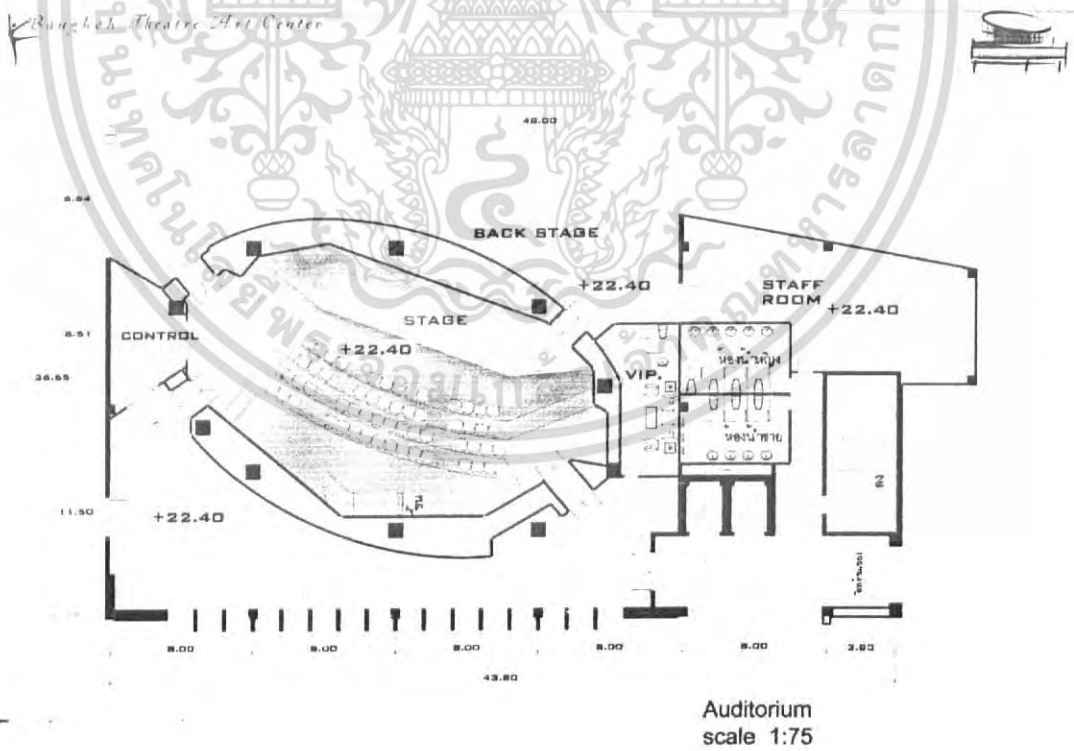 Bangkok Theatre Art Center
48.00
6.64
BACK STAGE
+22.40
STAFF
ROOM
+22.40
8.51
CONTROL
STAGE
+22.40
ห้องน้ำหญิง
36.65
VIP.
ห้องน้ำชาย
11.50
+22.40
8.00
8.00
8.00
8.00
8.00
3.80
43.80
Auditorium
scale 1:75